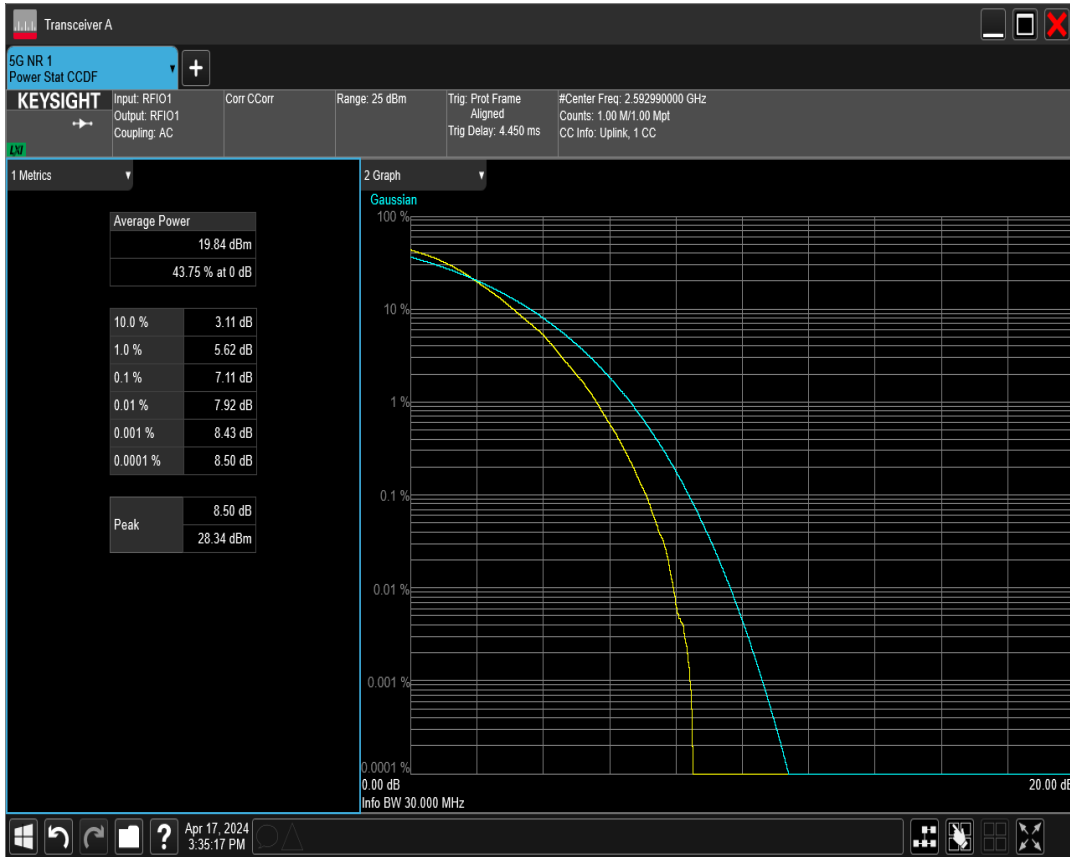 Transceiver A
5G NR 1
Power Stat CCDF
+
KEYSIGHT
LXI
Input: RFIO1
Output: RFIO1
Coupling: AC
Corr CCorr
Range: 25 dBm
Trig: Prot Frame
Aligned
Trig Delay: 4.450 ms
#Center Freq: 2.592990000 GHz
Counts: 1.00 M/1.00 Mpt
CC Info: Uplink, 1 CC
1 Metrics
Average Power
19.84 dBm
43.75 % at 0 dB
10.0 % 3.11 dB
1.0 % 5.62 dB
0.1 % 7.11 dB
0.01 % 7.92 dB
0.001 % 8.43 dB
0.0001 % 8.50 dB
Peak 8.50 dB
28.34 dBm
2 Graph
Gaussian
100 %
10 %
1 %
0.1 %
0.01 %
0.001 %
0.0001 %
0.00 dB 20.00 dB
Info BW 30.000 MHz
?
Apr 17, 2024
3:35:17 PM